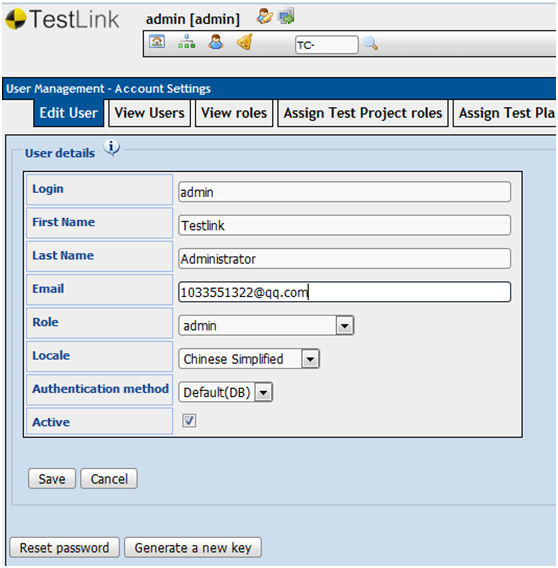 TestLink
admin [admin]
TC-
User Management - Account Settings
Edit User View Users View roles Assign Test Project roles Assign Test Pla
User details
Login admin
First Name Testlink
Last Name Administrator
Email 1033551322@qq.com
Role admin
Locale Chinese Simplified
Authentication method Default(DB)
Active
Save Cancel
Reset password Generate a new key